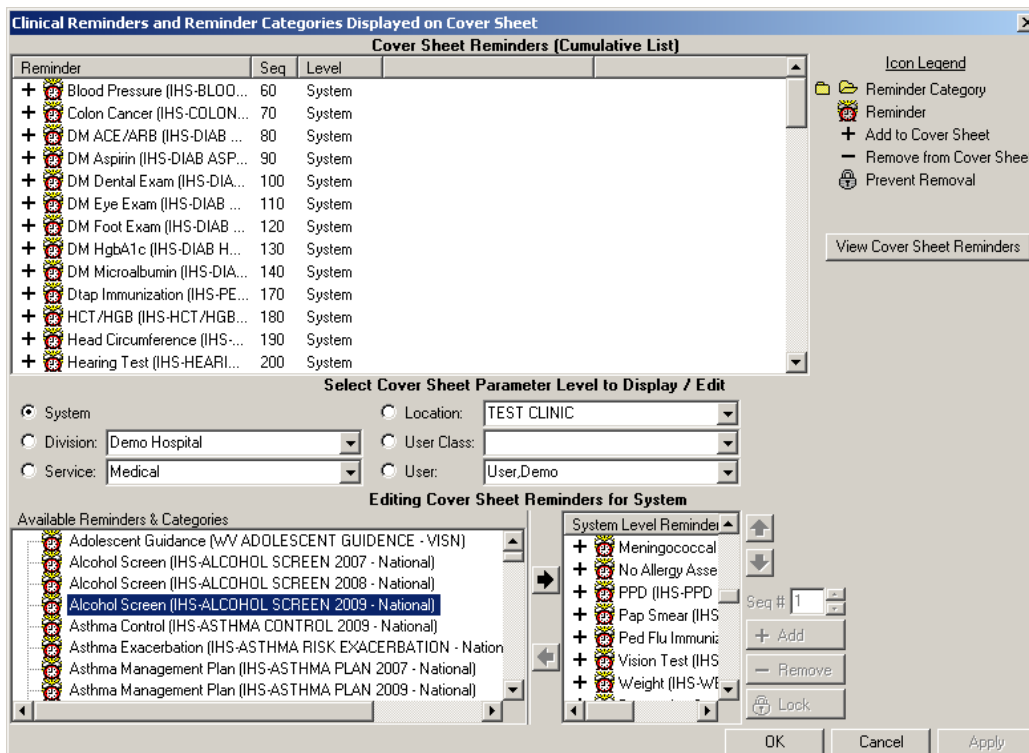 Clinical Reminders and Reminder Categories Displayed on Cover Sheet
Cover Sheet Reminders (Cumulative List)
Reminder Seq Level
Blood Pressure (IHS-BLOO... 60 System
Colon Cancer (IHS-COLON... 70 System
DM ACE/ARB (IHS-DIAB ... 80 System
DM Aspirin (IHS-DIAB ASP... 90 System
DM Dental Exam (IHS-DIA... 100 System
DM Eye Exam (IHS-DIAB ... 110 System
DM Foot Exam (IHS-DIAB ... 120 System
DM HgbA1c (IHS-DIAB H... 130 System
DM Microalbumin (IHS-DIA... 140 System
Dtap Immunization (IHS-PE... 170 System
HCT/HGB (IHS-HCT/HGB... 180 System
Head Circumference (IHS-... 190 System
Hearing Test (IHS-HEARI... 200 System
Icon Legend
Reminder Category
Reminder
Add to Cover Sheet
Remove from Cover Shee
Prevent Removal
View Cover Sheet Reminders
Select Cover Sheet Parameter Level to Display / Edit
System
Location: TEST CLINIC
Division: Demo Hospital
User Class:
Service: Medical
User: User,Demo
Editing Cover Sheet Reminders for System
Available Reminders & Categories
Adolescent Guidance (WV ADOLESCENT GUIDENCE - VISN)
Alcohol Screen (IHS-ALCOHOL SCREEN 2007 - National)
Alcohol Screen (IHS-ALCOHOL SCREEN 2008 - National)
Alcohol Screen (IHS-ALCOHOL SCREEN 2009 - National)
Asthma Control (IHS-ASTHMA CONTROL 2009 - National)
Asthma Exacerbation (IHS-ASTHMA RISK EXACERBATION - Nation
Asthma Management Plan (IHS-ASTHMA PLAN 2007 - National)
Asthma Management Plan (IHS-ASTHMA PLAN 2009 - National)
System Level Reminder
Meningococcal
No Allergy Asse
PPD (IHS-PPD
Pap Smear (IHS
Ped Flu Immuniz
Vision Test (IHS
Weight (IHS-WE
Seq # 1
Add
Remove
Lock
OK Cancel Apply